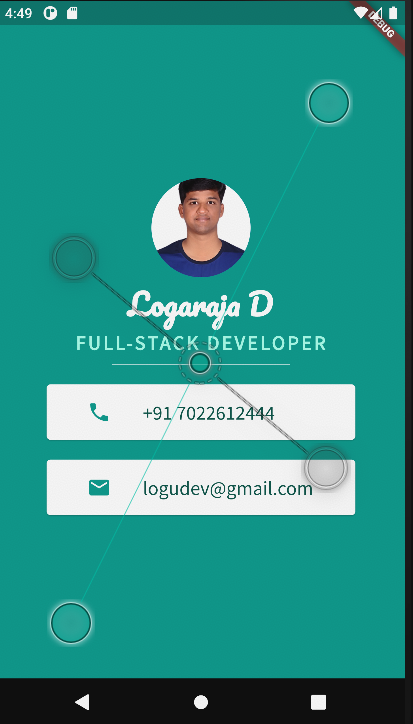 4:49
DEBUG
Logaraja D
FULL-STACK DEVELOPER
+91 7022612444
logudev@gmail.com